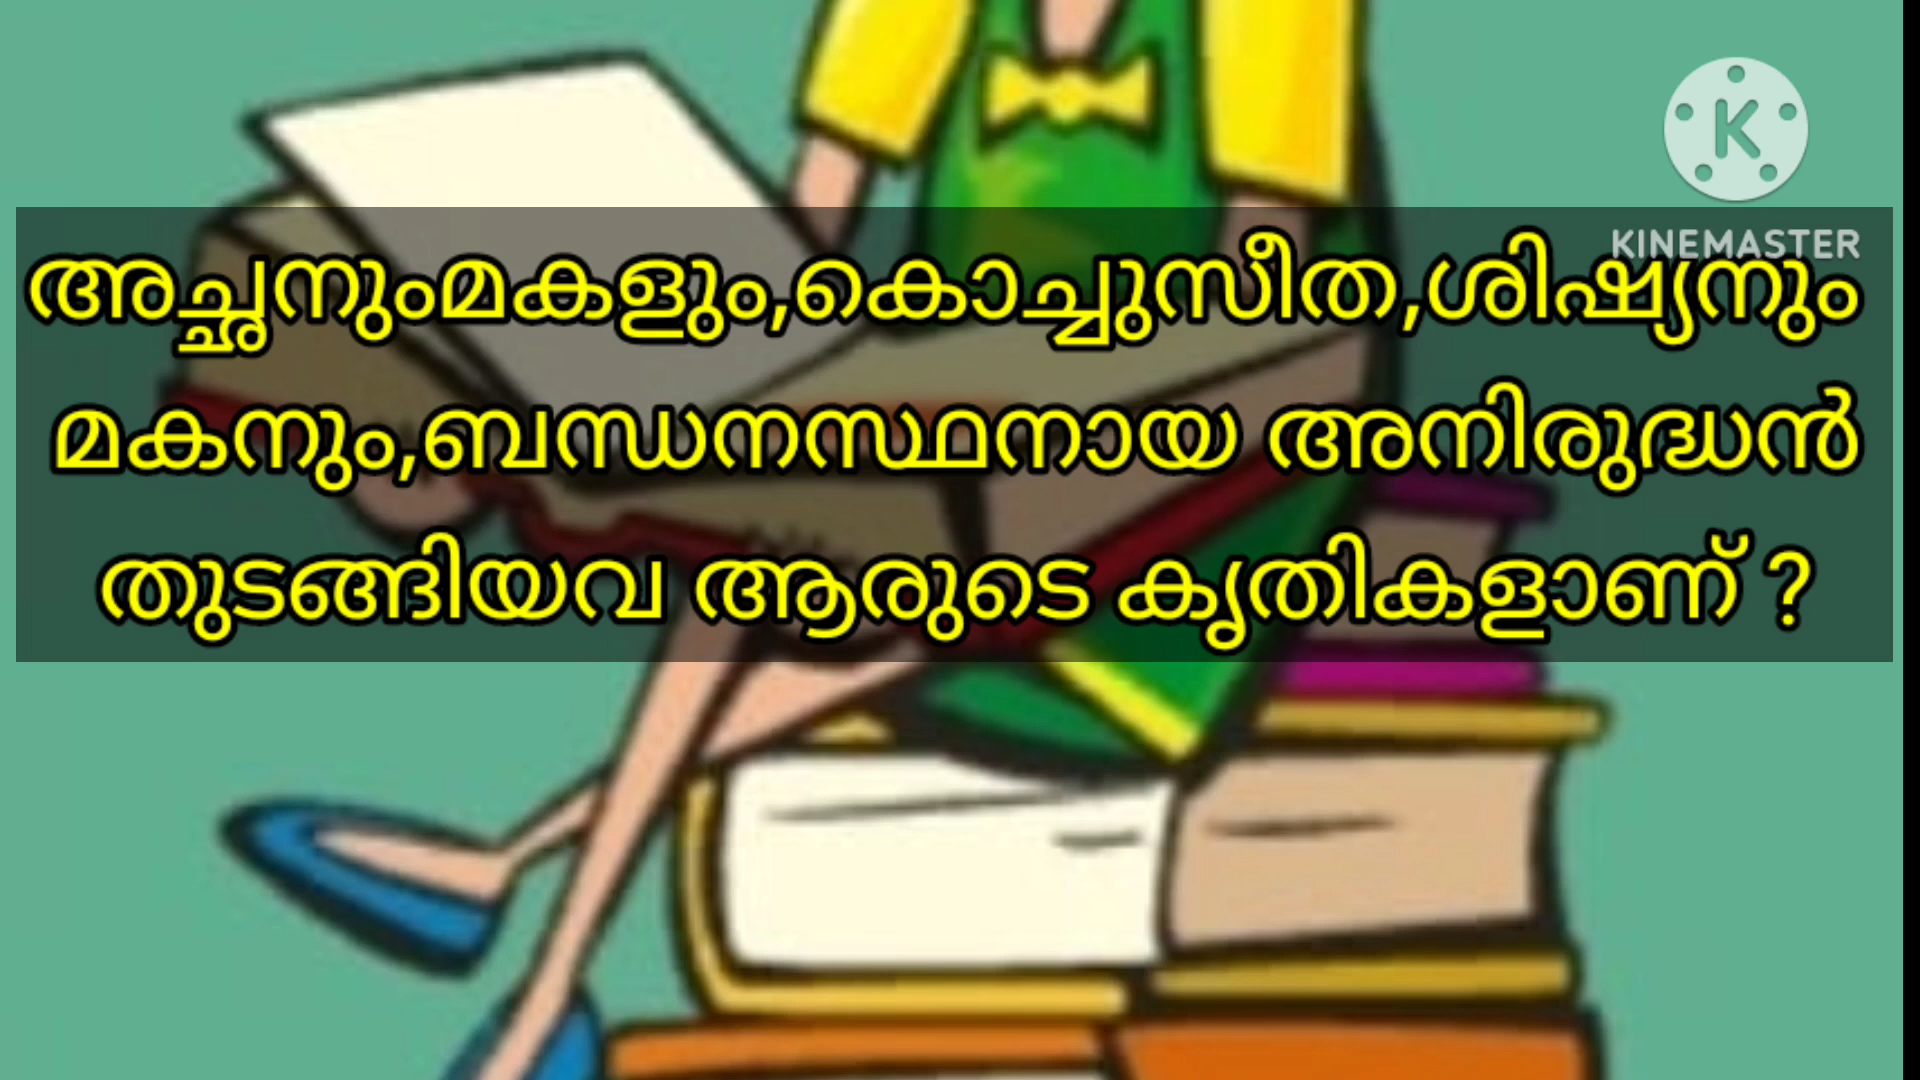 KINEMASTER
അച്ഛനുംമകളും,കൊച്ചുസീത,ശിഷ്യനും
മകനും,ബന്ധനസ്ഥനായ അനിരുദ്ധൻ
തുടങ്ങിയവ ആരുടെ കൃതികളാണ് ?